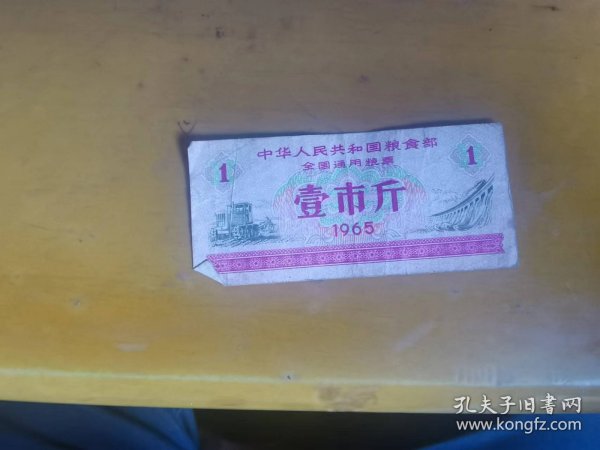 中华人民共和国粮食部
全国通用粮票
1
1
壹市斤
1965
孔夫子旧书网
www.kongfz.com